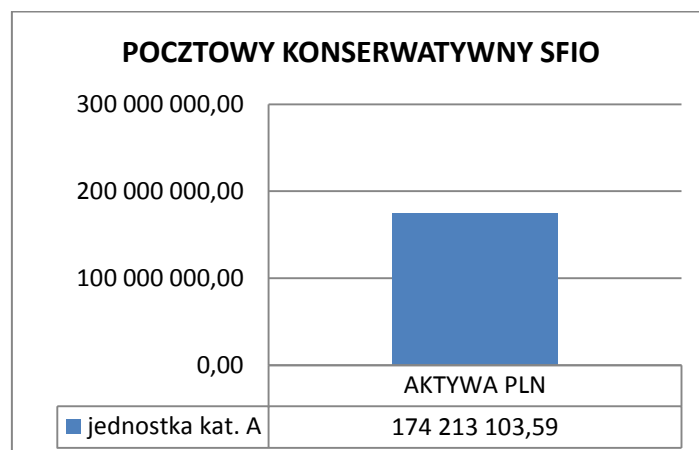 POCZTOWY KONSERWATYWNY SFIO
300 000 000,00
200 000 000,00
100 000 000,00
0,00
AKTYWA PLN
jednostka kat. A 174 213 103,59